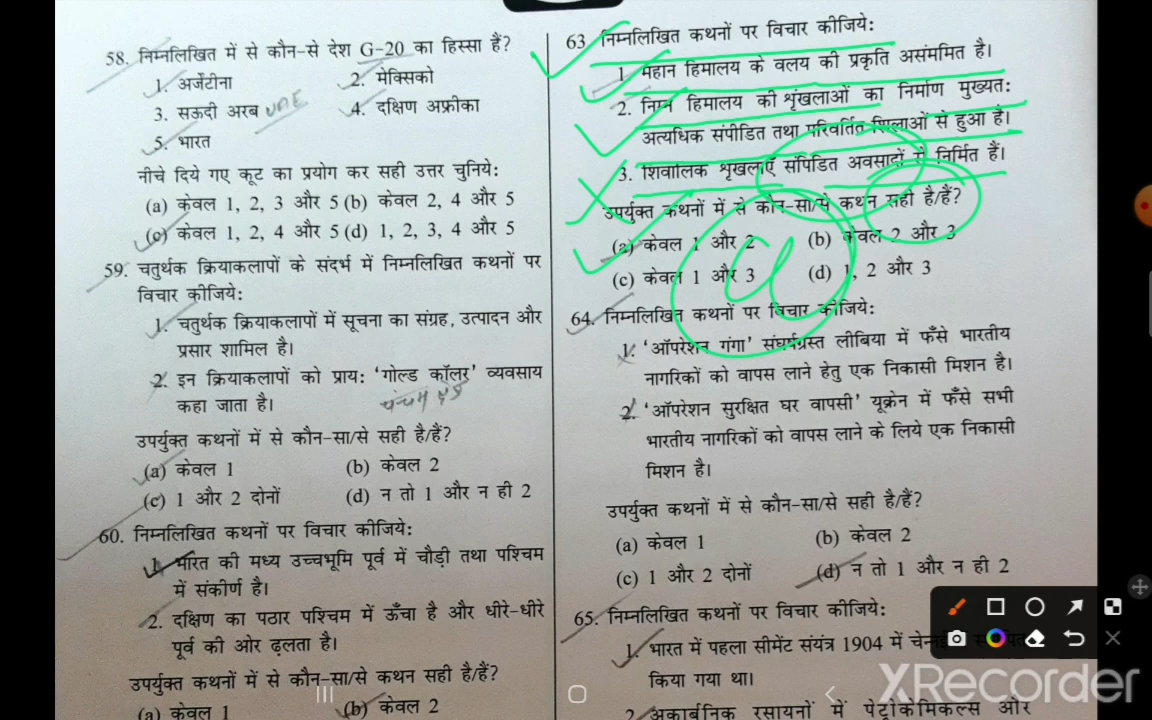 58. निम्नलिखित में से कौन-से देश G-20 का हिस्सा हैं?
1. अर्जेंटीना 2. मेक्सिको
3. सऊदी अरब UAE 4. दक्षिण अफ्रीका
5. भारत
नीचे दिये गए कूट का प्रयोग कर सही उत्तर चुनिये:
(a) केवल 1, 2, 3 और 5 (b) केवल 2, 4 और 5
(c) केवल 1, 2, 4 और 5 (d) 1, 2, 3, 4 और 5
59. चतुर्थक क्रियाकलापों के संदर्भ में निम्नलिखित कथनों पर
विचार कीजिये:
1. चतुर्थक क्रियाकलापों में सूचना का संग्रह, उत्पादन और
प्रसार शामिल है।
2. इन क्रियाकलापों को प्राय: ‘गोल्ड कॉलर’ व्यवसाय
कहा जाता है।
उपर्युक्त कथनों में से कौन-सा/से सही है/हैं?
(a) केवल 1 (b) केवल 2
(c) 1 और 2 दोनों (d) न तो 1 और न ही 2
60. निम्नलिखित कथनों पर विचार कीजिये:
1. भारत की मध्य उच्चभूमि पूर्व में चौड़ी तथा पश्चिम
में संकीर्ण है।
2. दक्षिण का पठार पश्चिम में ऊँचा है और धीरे-धीरे
पूर्व की ओर ढ़लता है।
उपर्युक्त कथनों में से कौन-सा/से कथन सही है/हैं?
(a) केवल 1 (b) केवल 2
63 निम्नलिखित कथनों पर विचार कीजिये:
1. महान हिमालय के वलय की प्रकृति असंममित है।
2. निम्न हिमालय की शृंखलाओं का निर्माण मुख्यत:
अत्यधिक संपीडित तथा परिवर्तित शिलाओं से हुआ है।
3. शिवालिक शृंखलाएँ संपिडित अवसादों से निर्मित हैं।
उपर्युक्त कथनों में से कौन-सा/से कथन सही है/हैं?
(a) केवल 1 और 2 (b) केवल 2 और 3
(c) केवल 1 और 3 (d) 1, 2 और 3
a
64. निम्नलिखित कथनों पर विचार कीजिये:
1. ‘ऑपरेशन गंगा’ संघर्षग्रस्त लीबिया में फँसे भारतीय
नागरिकों को वापस लाने हेतु एक निकासी मिशन है।
2. ‘ऑपरेशन सुरक्षित घर वापसी’ यूक्रेन में फँसे सभी
भारतीय नागरिकों को वापस लाने के लिये एक निकासी
मिशन है।
उपर्युक्त कथनों में से कौन-सा/से सही है/हैं?
(a) केवल 1 (b) केवल 2
(c) 1 और 2 दोनों (d) न तो 1 और न ही 2
65. निम्नलिखित कथनों पर विचार कीजिये:
1. भारत में पहला सीमेंट संयंत्र 1904 में
किया गया था।
2. अकार्बनिक रसायनों में पेट्रोकेमिकल्स और
XRecorder